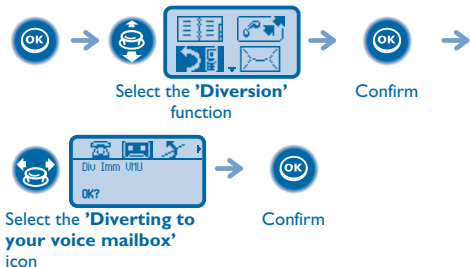 OK
OK
Select the 'Diversion'
function
Confirm
Div Imm VMU
OK?
OK
Select the 'Diverting to
your voice mailbox'
icon
Confirm